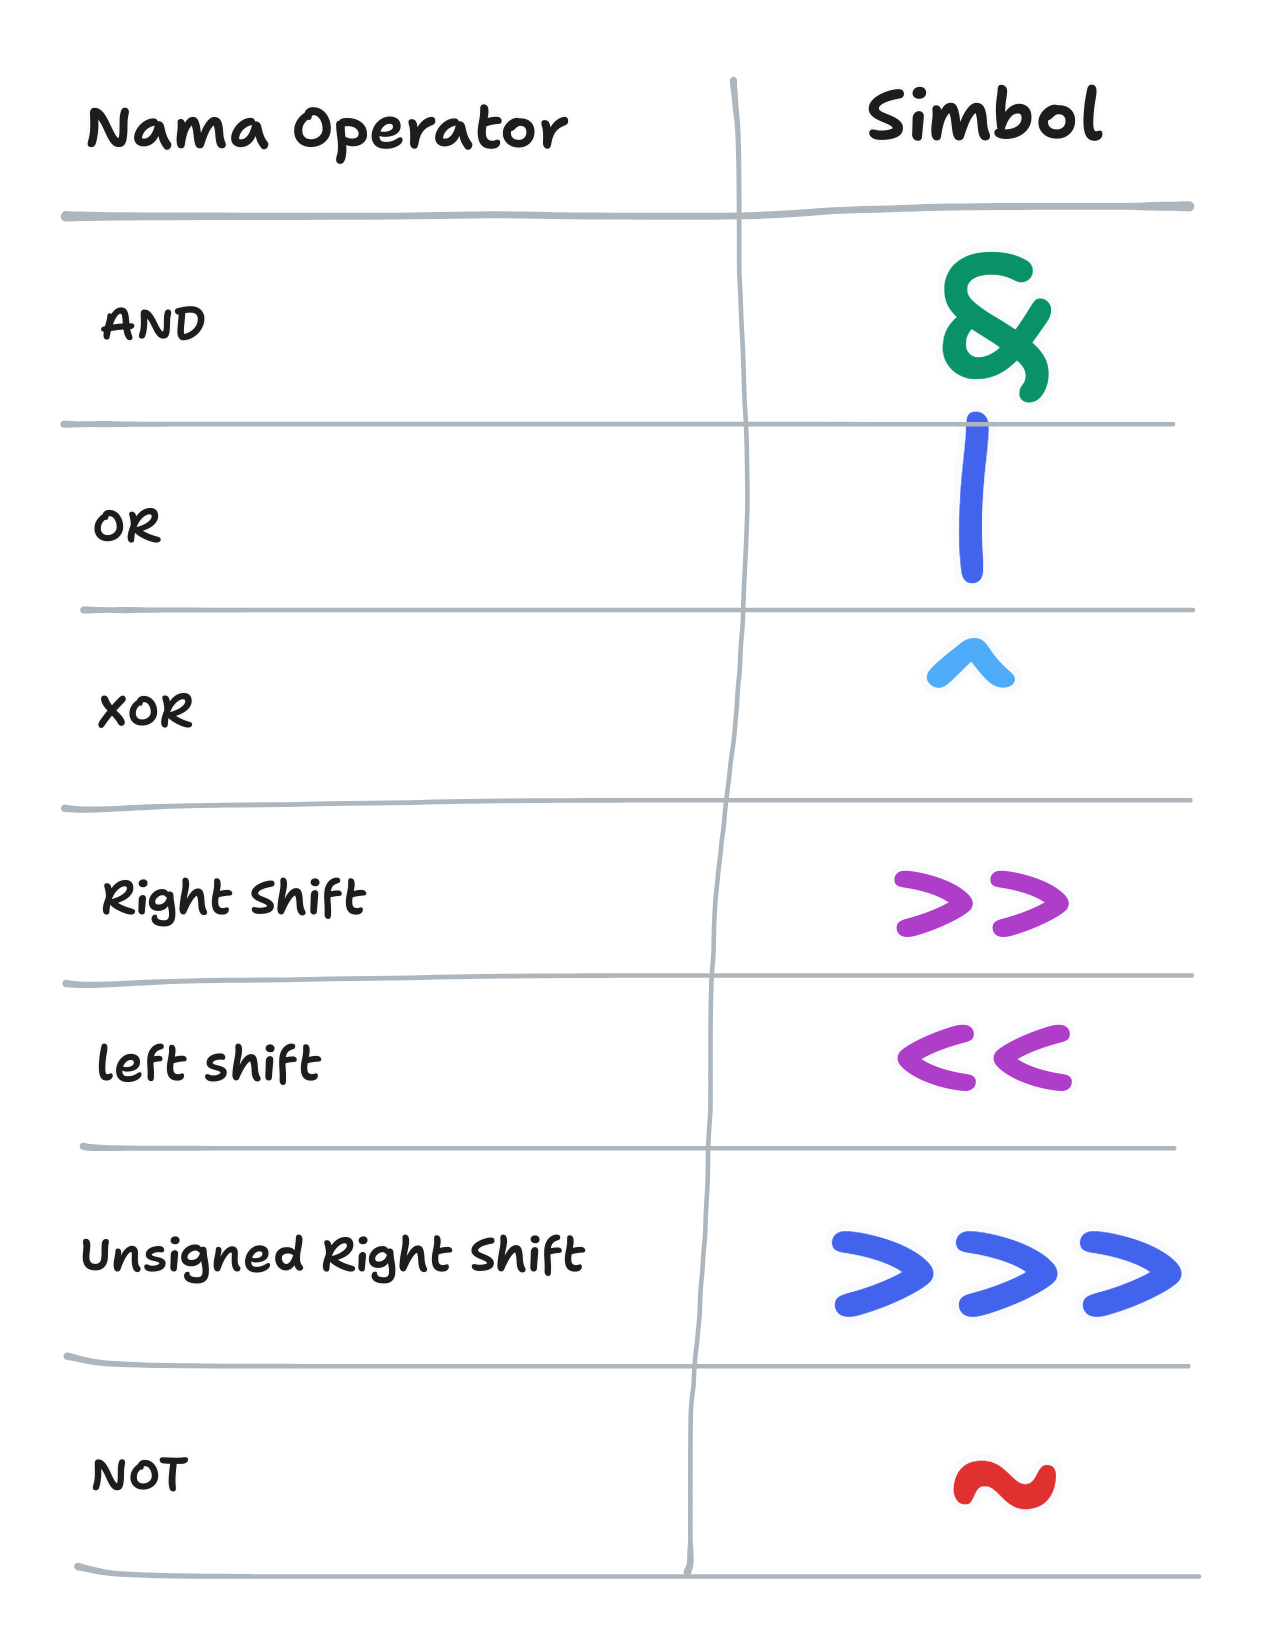 Nama Operator Simbol
AND &
OR |
XOR ^
Right Shift >>
left shift <<
Unsigned Right Shift >>>
NOT ~